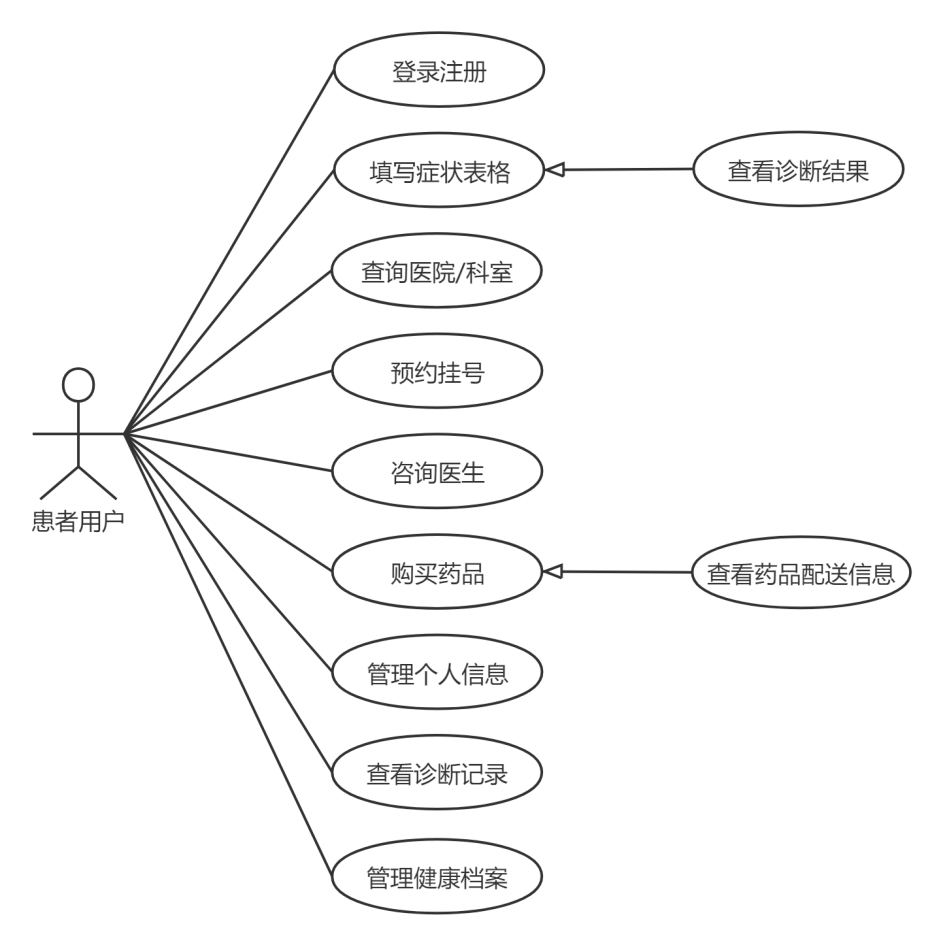 登录注册
填写症状表格
查看诊断结果
查询医院/科室
预约挂号
咨询医生
患者用户
购买药品
查看药品配送信息
管理个人信息
查看诊断记录
管理健康档案